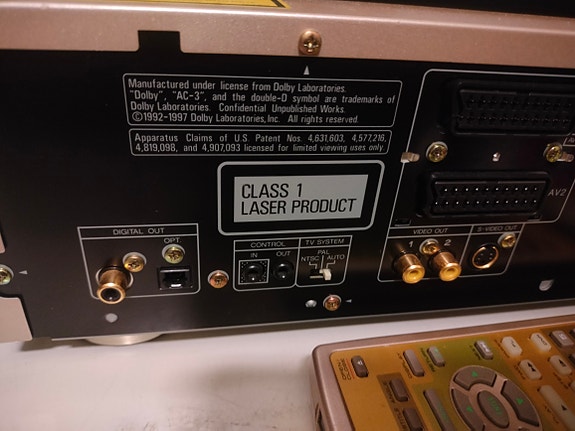 Manufactured under license from Dolby Laboratories.
"Dolby", "AC-3", and the double-D symbol are trademarks of
Dolby Laboratories. Confidential Unpublished Works.
©1992-1997 Dolby Laboratories, Inc. All rights reserved.
Apparatus Claims of U.S. Patent Nos. 4,631,603, 4,577,216,
4,819,098, and 4,907,093 licensed for limited viewing uses only.
CLASS 1
LASER PRODUCT
AV2
DIGITAL OUT
OPT.
CONTROL
IN
OUT
TV SYSTEM
PAL
NTSC
AUTO
VIDEO OUT
1
2
S-VIDEO OUT